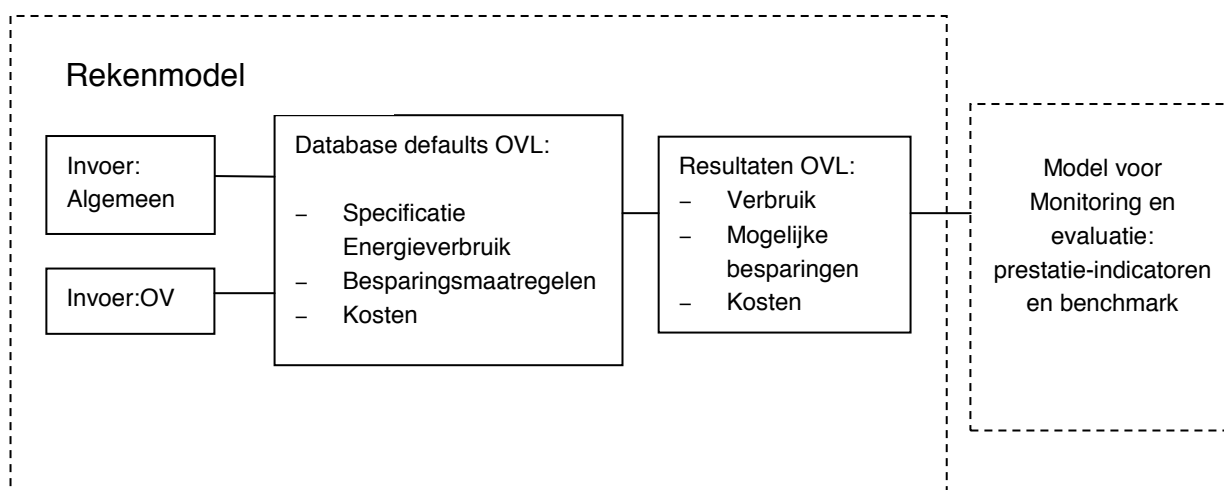 Rekenmodel
Invoer:
Algemeen
Invoer:OV
Database defaults OVL:
– Specificatie
Energieverbruik
– Besparingsmaatregelen
– Kosten
Resultaten OVL:
– Verbruik
– Mogelijke
besparingen
– Kosten
Model voor
Monitoring en
evaluatie:
prestatie-indicatoren
en benchmark